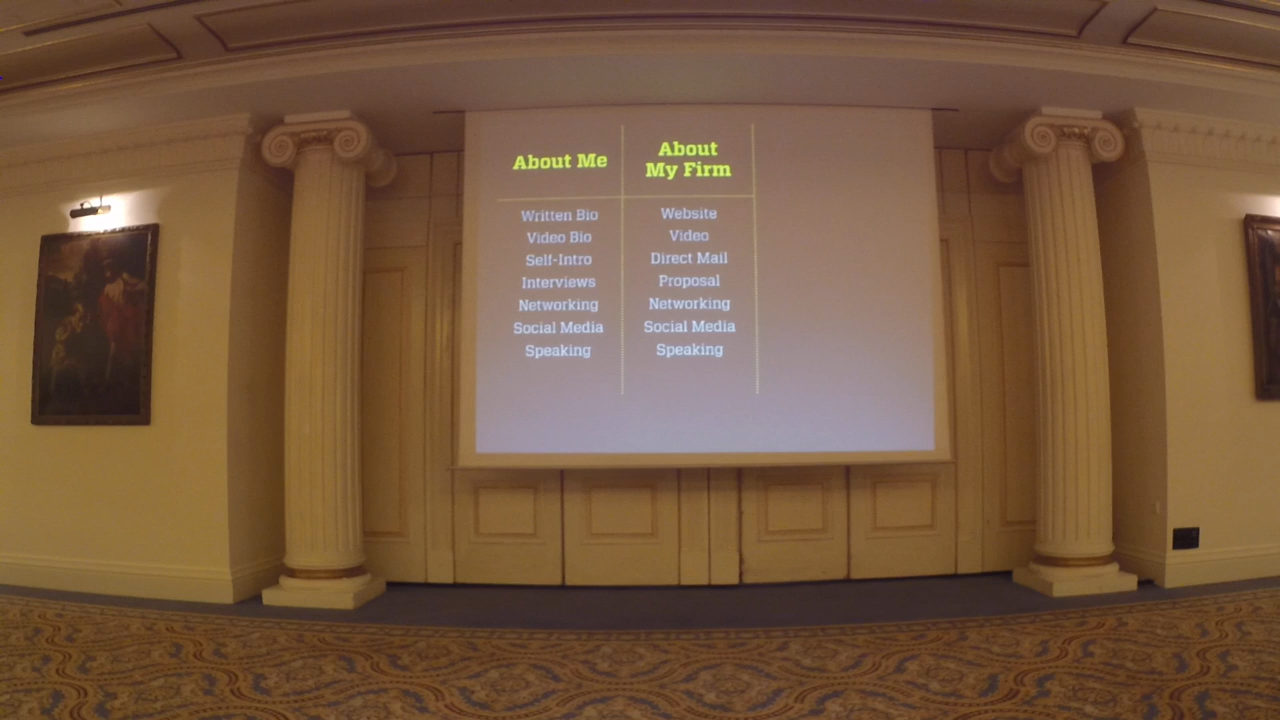 About Me
Written Bio
Video Bio
Self-Intro
Interviews
Networking
Social Media
Speaking
About
My Firm
Website
Video
Direct Mail
Proposal
Networking
Social Media
Speaking